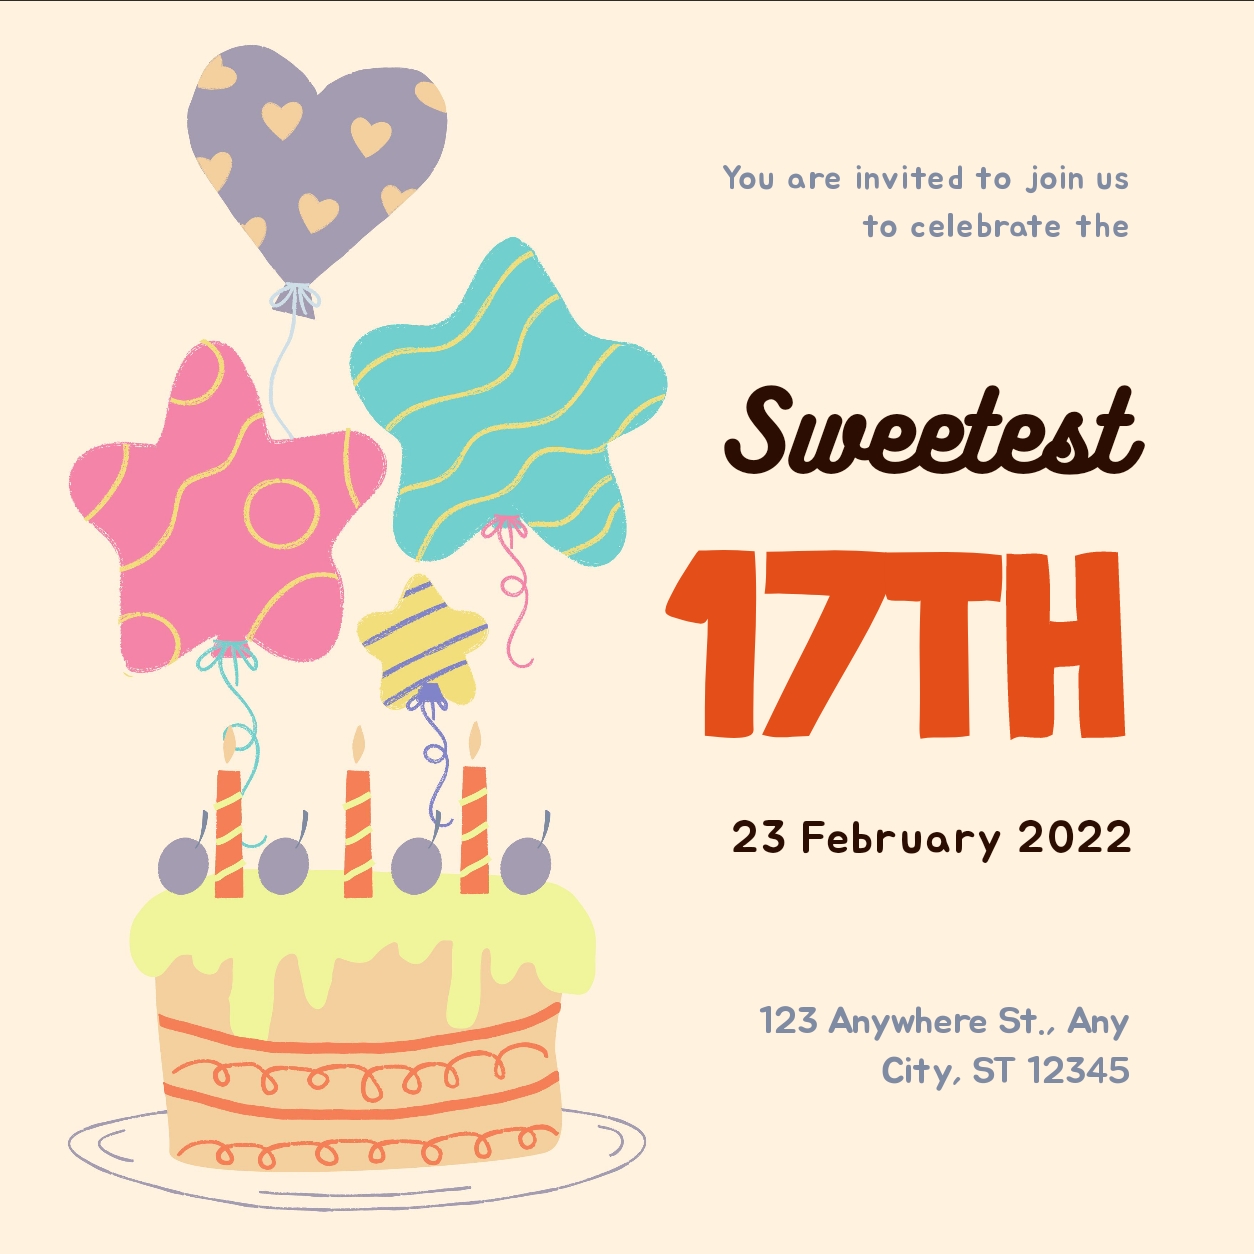 You are invited to join us
to celebrate the
Sweetest
17TH
23 February 2022
123 Anywhere St., Any
City, ST 12345